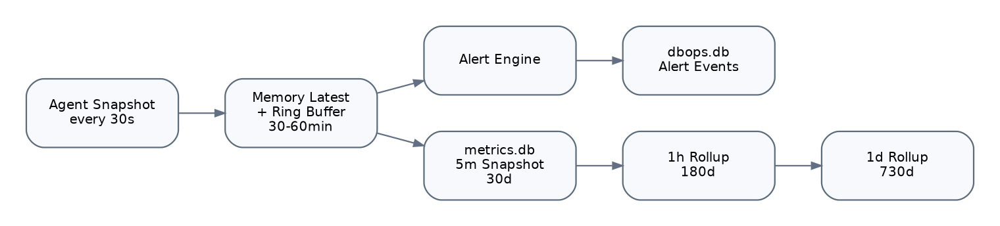 Agent Snapshot
every 30s
Memory Latest
+ Ring Buffer
30-60min
Alert Engine
dbops.db
Alert Events
metrics.db
5m Snapshot
30d
1h Rollup
180d
1d Rollup
730d